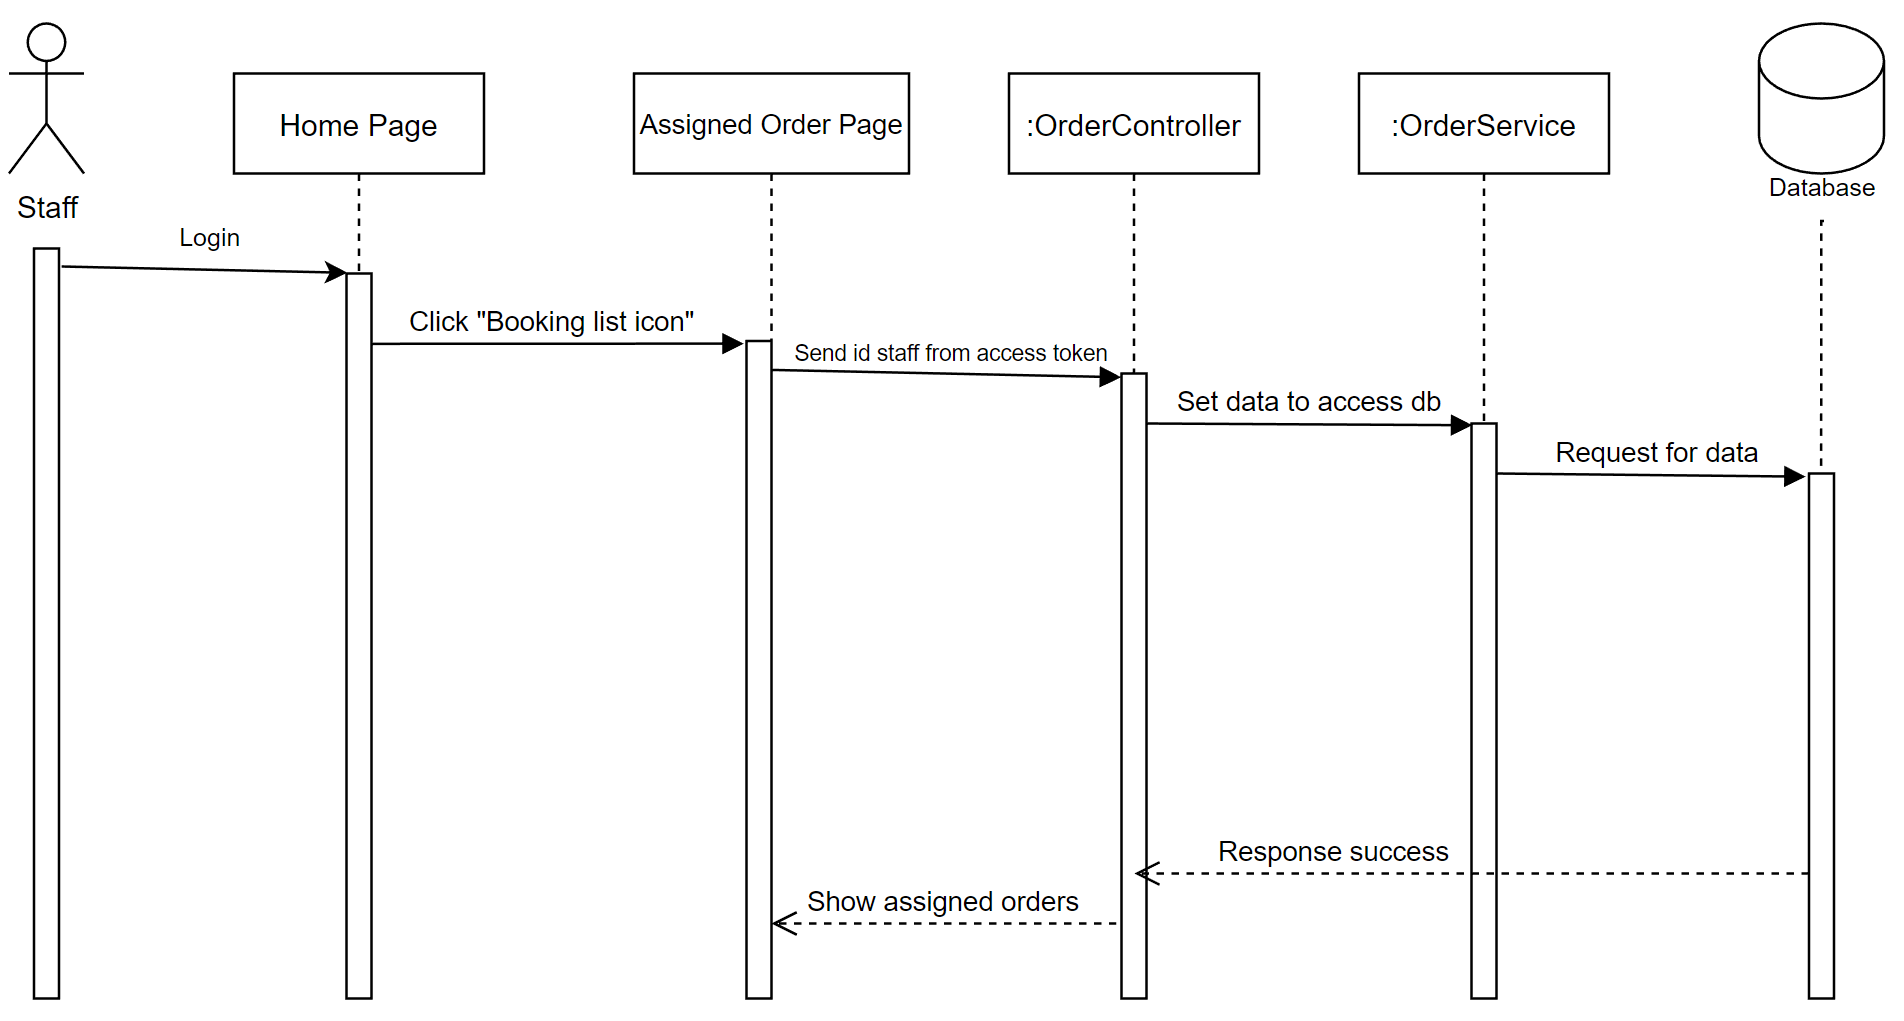 Home Page
Assigned Order Page
:OrderController
:OrderService
Database
Staff
Login
Click "Booking list icon"
Send id staff from access token
Set data to access db
Request for data
Response success
Show assigned orders